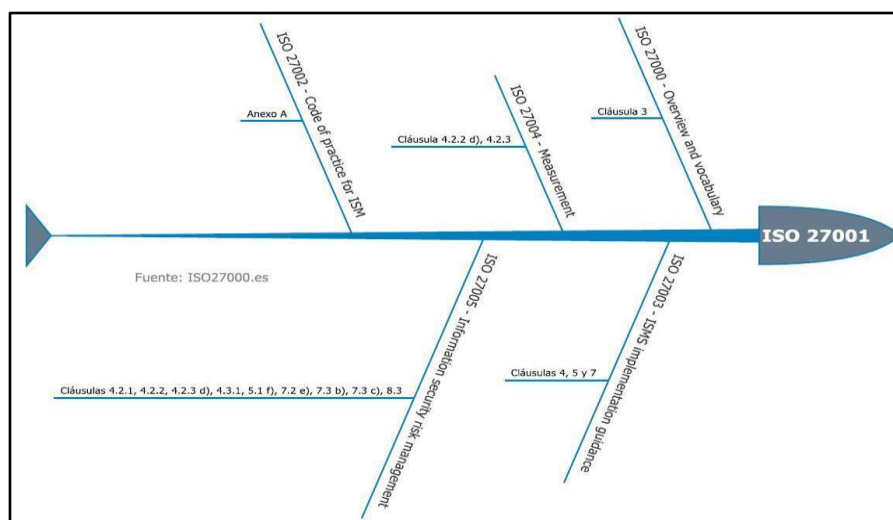 ISO 27002 - Code of practice for ISM
Anexo A
ISO 27004 - Measurement
Cláusula 4.2.2 d), 4.2.3
ISO 27000 - Overview and vocabulary
Cláusula 3
ISO 27001
Fuente: ISO27000.es
ISO 27005 - Information security risk management
Cláusulas 4.2.1, 4.2.2, 4.2.3 d), 4.3.1, 5.1 f), 7.2 e), 7.3 b), 7.3 c), 8.3
ISO 27003 - ISMS implementation guidance
Cláusulas 4, 5 y 7